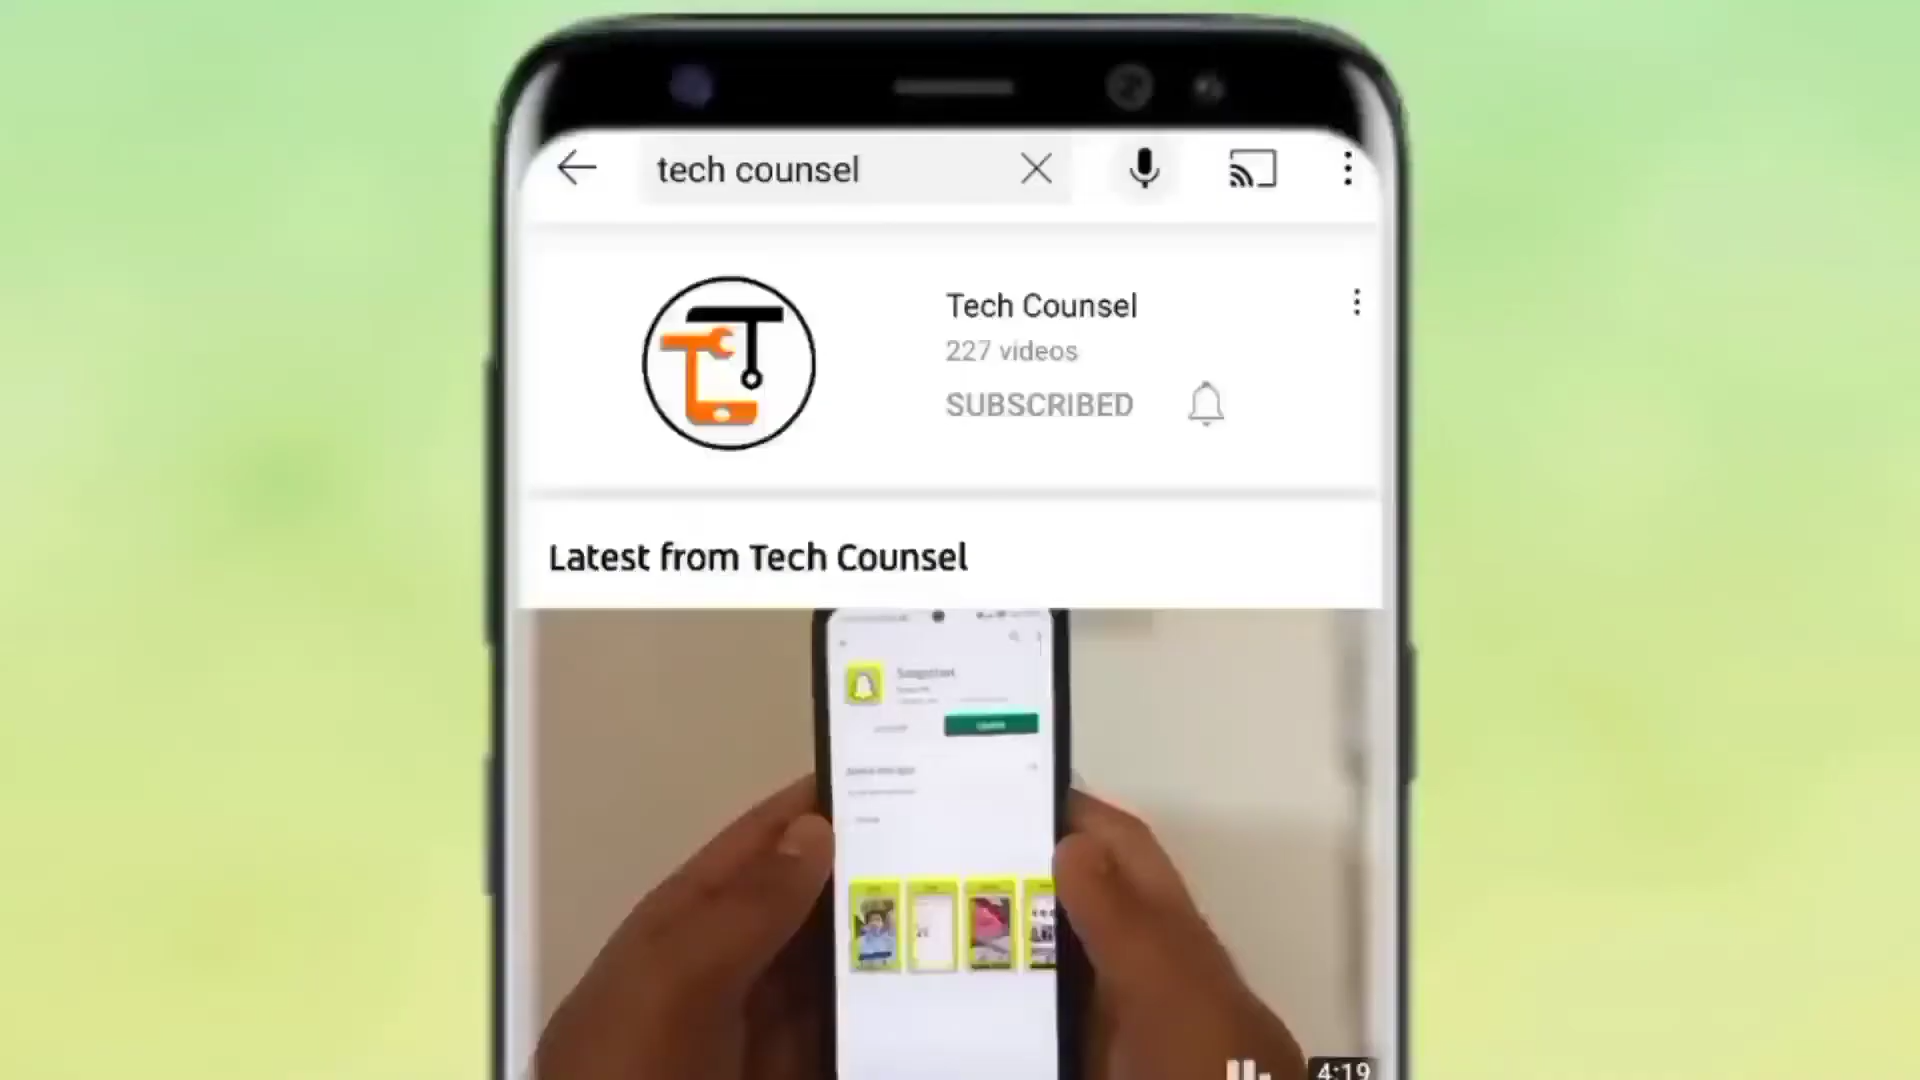 tech counsel
Tech Counsel
227 videos
SUBSCRIBED
Latest from Tech Counsel
4:19